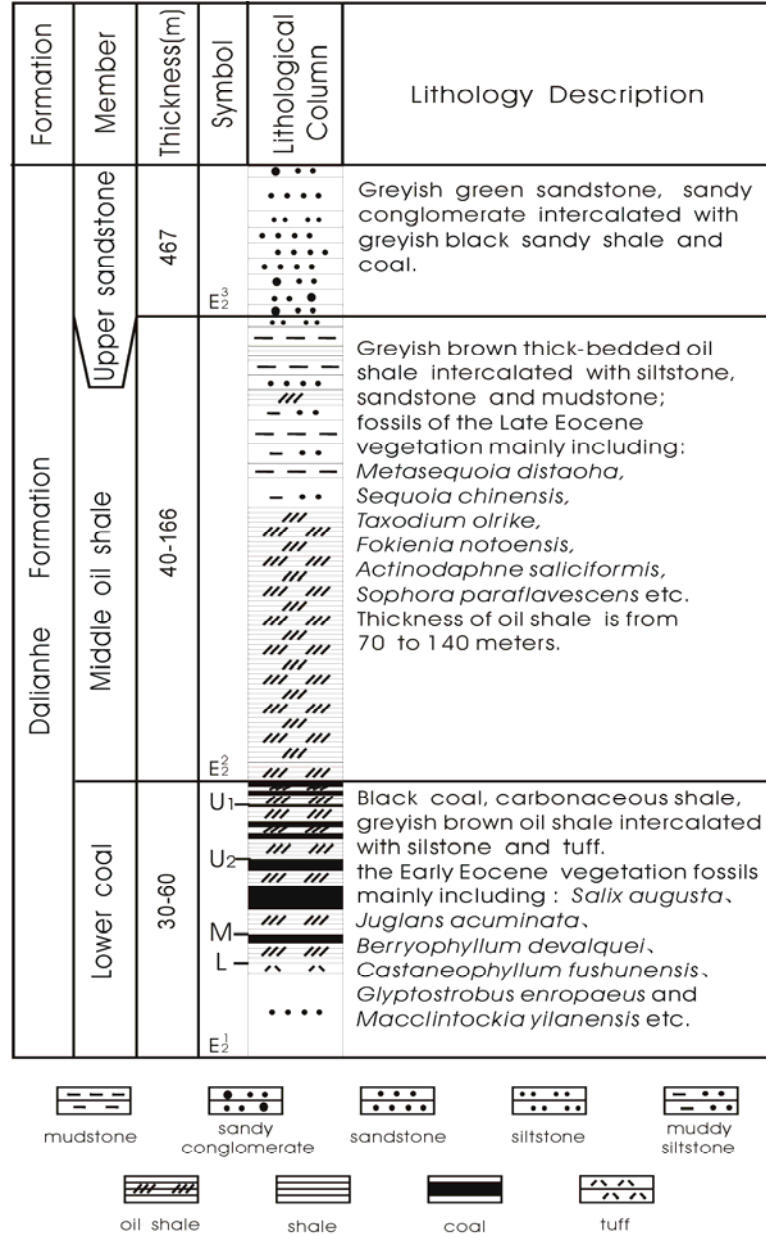 Formation
Member
Thickness(m)
Symbol
Lithological
Column
Lithology Description
Dalianhe Formation
Upper sandstone
467
E₂³
Greyish green sandstone, sandy
conglomerate intercalated with
greyish black sandy shale and
coal.
Middle oil shale
40-166
E₂²
Greyish brown thick-bedded oil
shale intercalated with siltstone,
sandstone and mudstone;
fossils of the Late Eocene
vegetation mainly including:
Metasequoia distaoha,
Sequoia chinensis,
Taxodium olrike,
Fokienia notoensis,
Actinodaphne saliciformis,
Sophora paraflavescens etc.
Thickness of oil shale is from
70 to 140 meters.
Lower coal
30-60
U₁
U₂
M
L
E₂¹
Black coal, carbonaceous shale,
greyish brown oil shale intercalated
with silstone and tuff.
the Early Eocene vegetation fossils
mainly including : Salix augusta、
Juglans acuminata、
Berryophyllum devalquei、
Castaneophyllum fushunensis、
Glyptostrobus enropaeus and
Macclintockia yilanensis etc.
mudstone
sandy
conglomerate
sandstone
siltstone
muddy
siltstone
oil shale
shale
coal
tuff